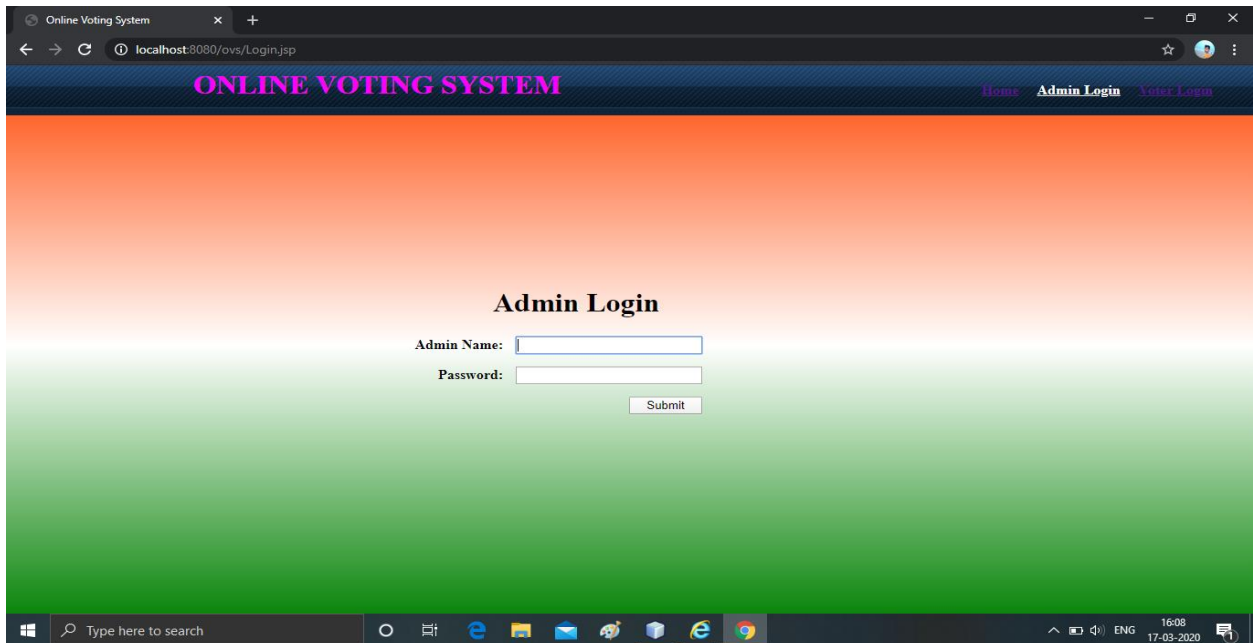 Online Voting System
localhost:8080/ovs/Login.jsp
ONLINE VOTING SYSTEM
Home Admin Login Voter Login
Admin Login
Admin Name:
Password:
Submit
Type here to search
ENG
16:08
17-03-2020
1